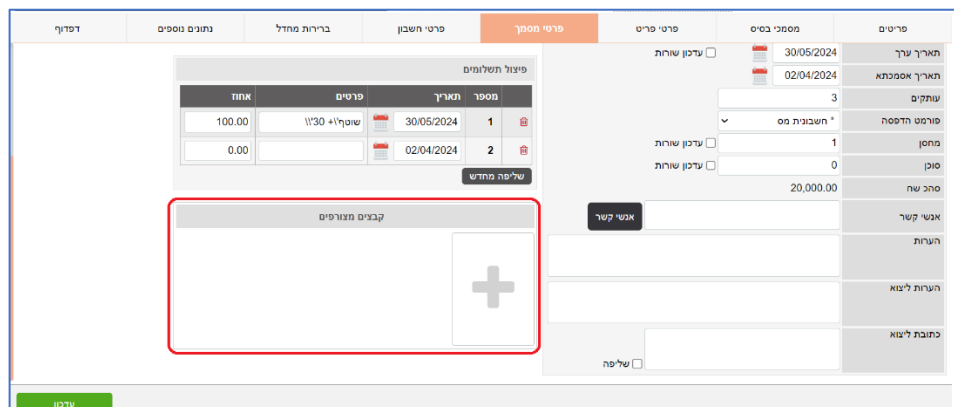 פריטים
מסמכי בסיס
פרטי פריט
פרטי מסמך
פרטי חשבון
ברירות מחדל
נתונים נוספים
דפדוף
תאריך ערך 30/05/2024 עדכון שורות
תאריך אסמכתא 02/04/2024
עותקים 3
פורמט הדפסה * חשבונית מס
מחסן 1 עדכון שורות
סוכן 0 עדכון שורות
סהכ שח 20,000.00
אנשי קשר אנשי קשר
הערות
הערות ליצוא
כתובת ליצוא
שליפה
פיצול תשלומים
מספר תאריך פרטים אחוז
1 30/05/2024 שוטף\'+ 30\'\ 100.00
2 02/04/2024 0.00
שליפה מחדש
קבצים מצורפים
עדכון